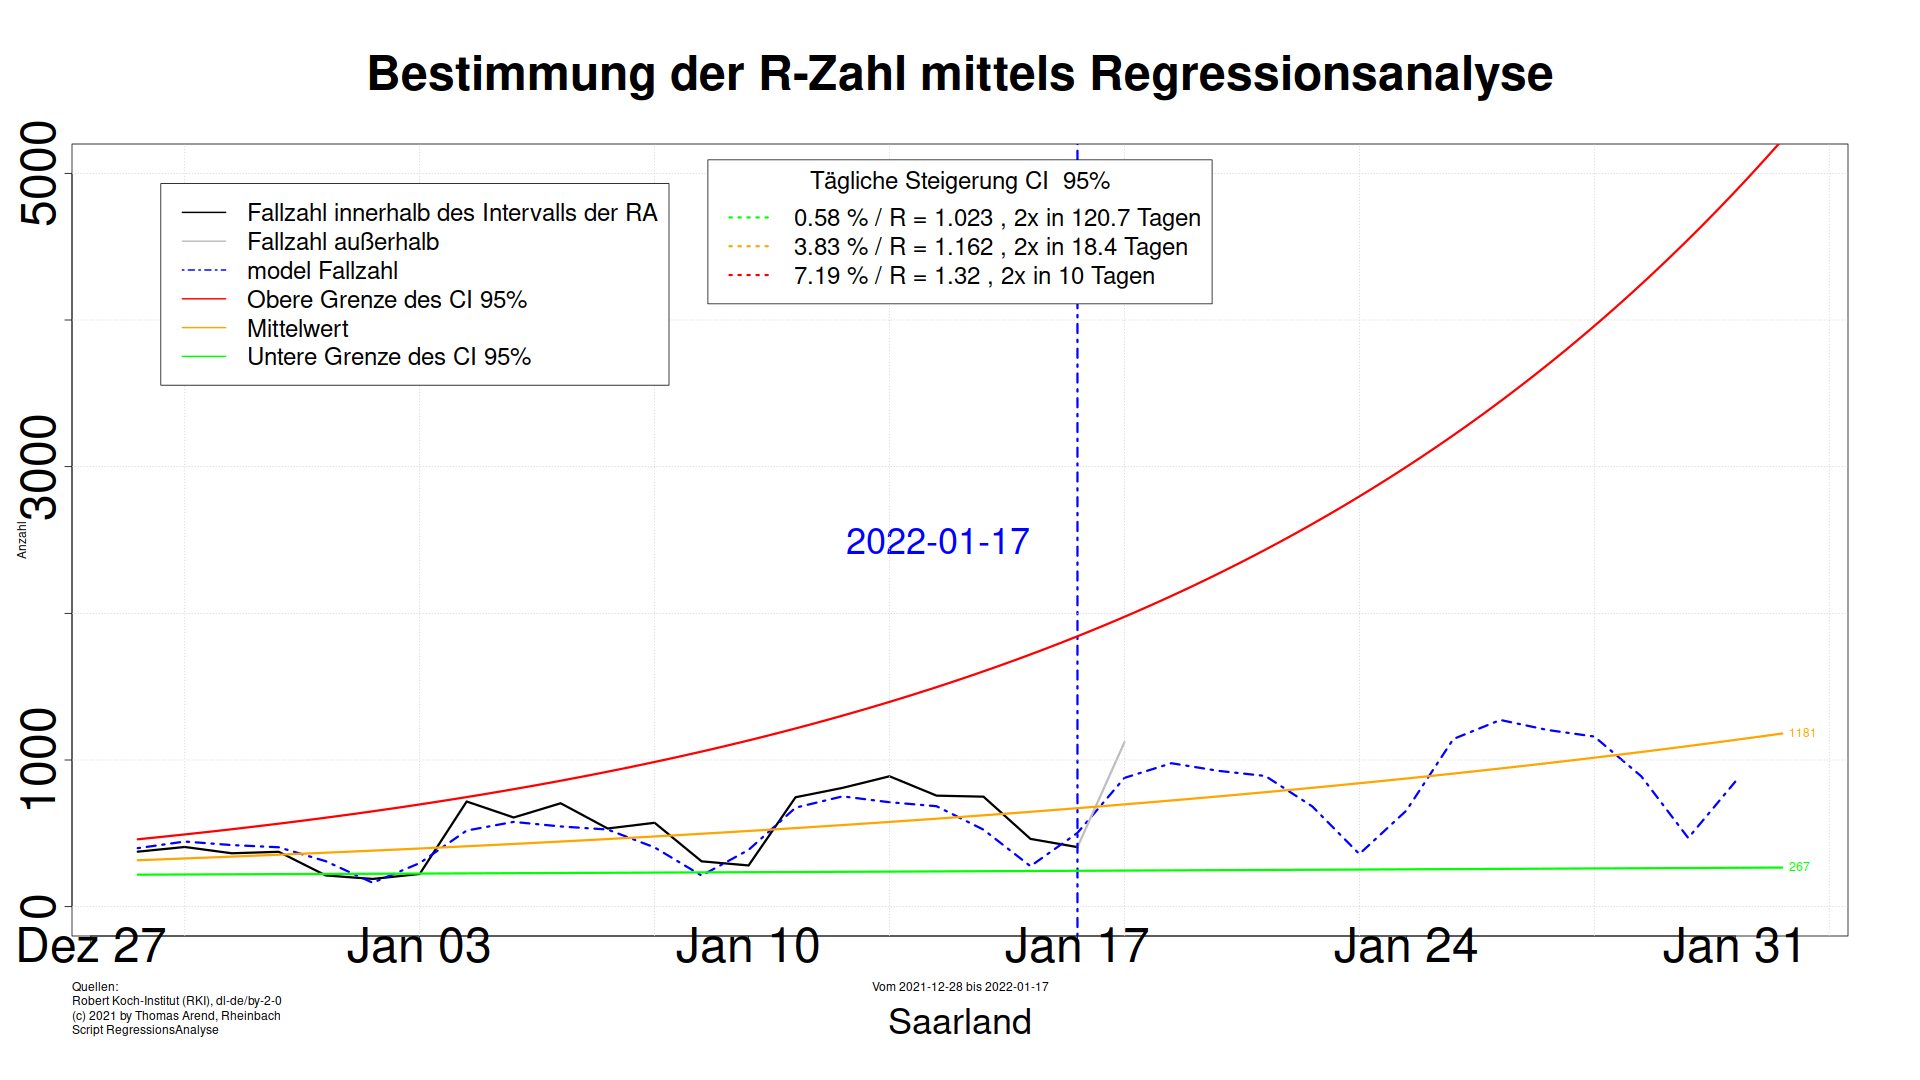 Bestimmung der R-Zahl mittels Regressionsanalyse
Fallzahl innerhalb des Intervalls der RA
Fallzahl außerhalb
model Fallzahl
Obere Grenze des CI 95%
Mittelwert
Untere Grenze des CI 95%
Tägliche Steigerung CI  95%
0.58 % / R = 1.023 , 2x in 120.7 Tagen
3.83 % / R = 1.162 , 2x in 18.4 Tagen
7.19 % / R = 1.32 , 2x in 10 Tagen
5000
3000
1000
0
Anzahl
2022-01-17
1181
267
Dez 27
Jan 03
Jan 10
Jan 17
Jan 24
Jan 31
Quellen:
Robert Koch-Institut (RKI), dl-de/by-2-0
(c) 2021 by Thomas Arend, Rheinbach
Script RegressionsAnalyse
Vom 2021-12-28 bis 2022-01-17
Saarland